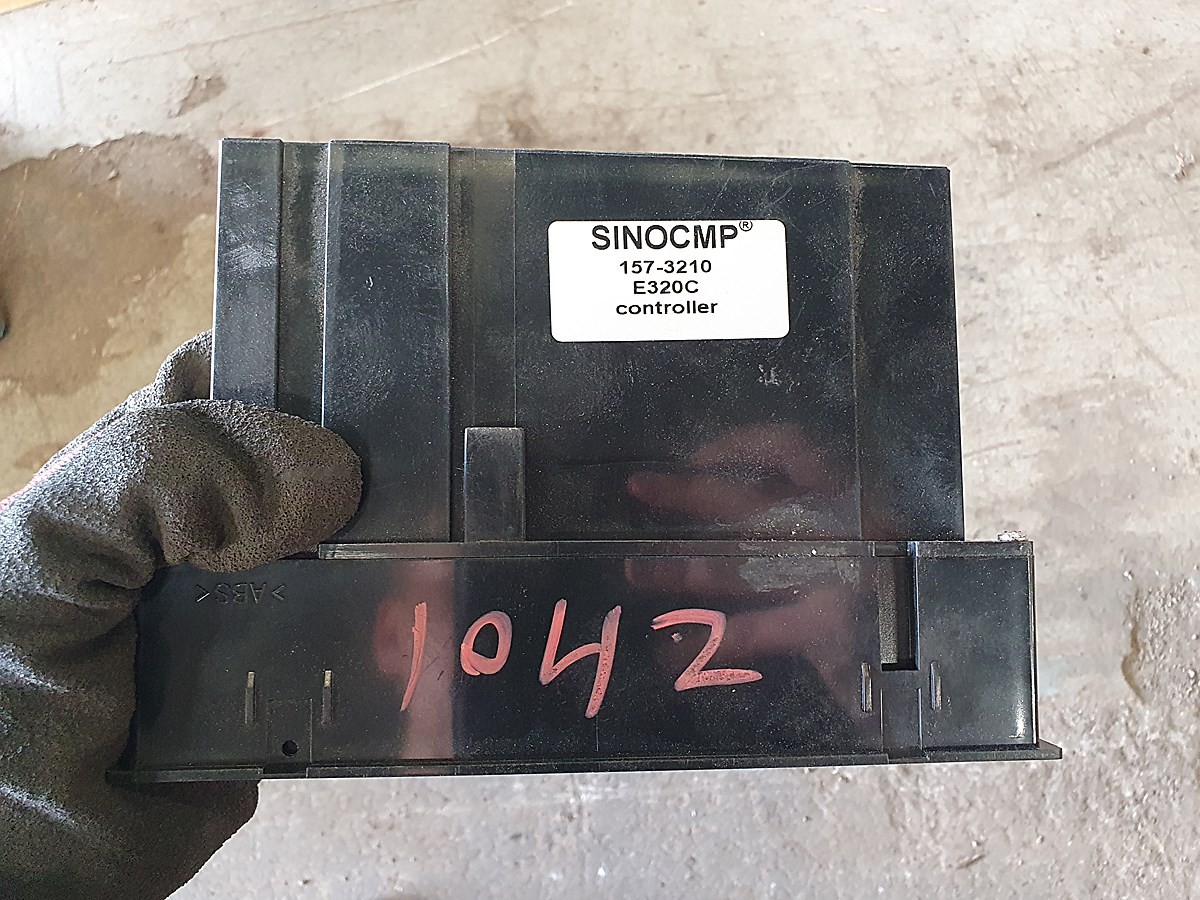 SINOCMP®
157-3210
E320C
controller
>ABS<
1042